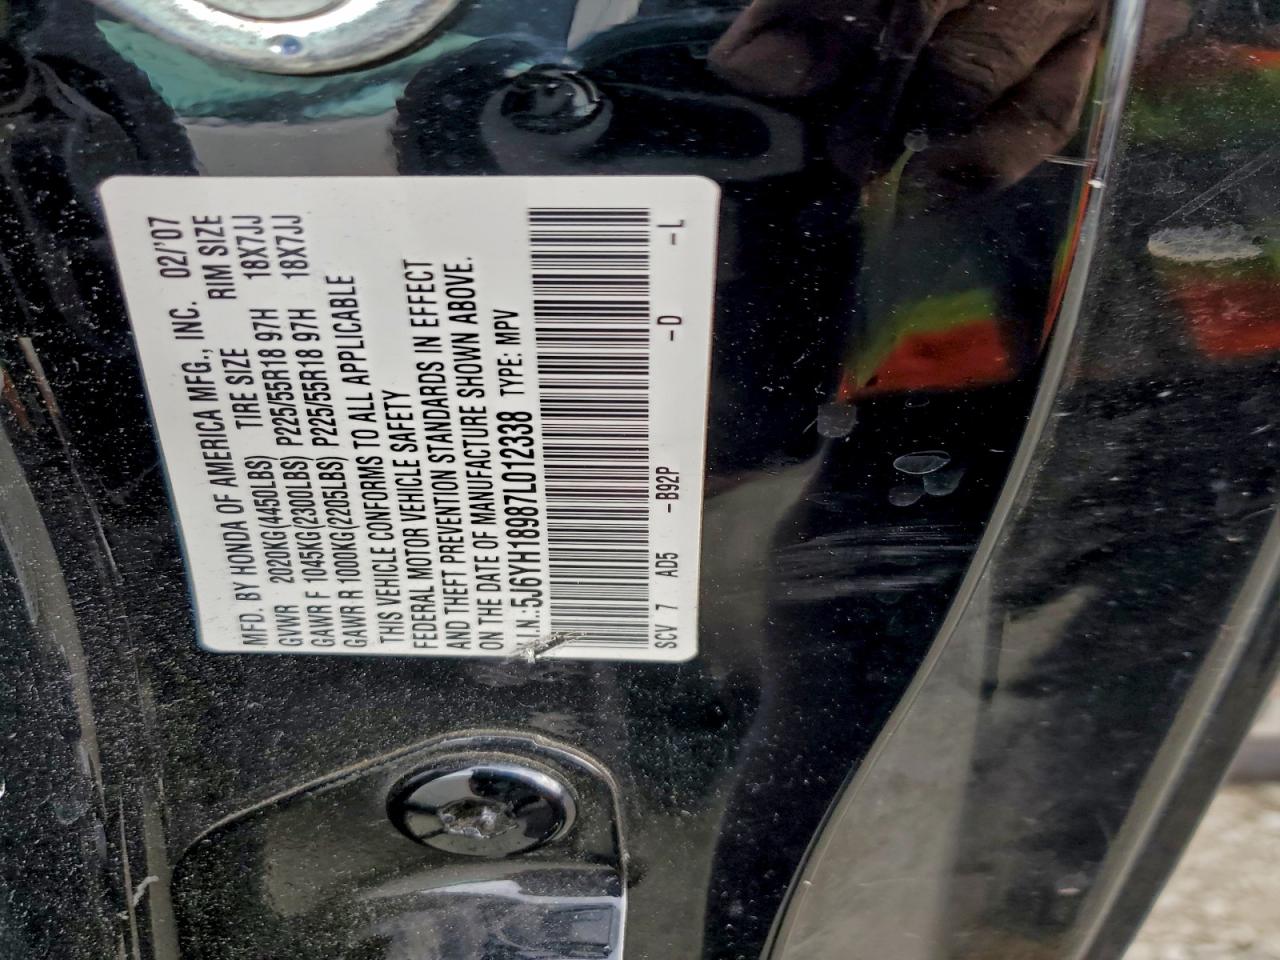 MFD. BY HONDA OF AMERICA MFG., INC. 02/'07
GVWR 2020KG(4450LBS) TIRE SIZE RIM SIZE
GAWR F 1045KG(2300LBS) P225/55R18 97H 18X7JJ
GAWR R 1000KG(2205LBS) P225/55R18 97H 18X7JJ
THIS VEHICLE CONFORMS TO ALL APPLICABLE
FEDERAL MOTOR VEHICLE SAFETY
AND THEFT PREVENTION STANDARDS IN EFFECT
ON THE DATE OF MANUFACTURE SHOWN ABOVE.
5J6YH18987L012338 TYPE: MPV
SCV 7 AD5 -B92P -D -L